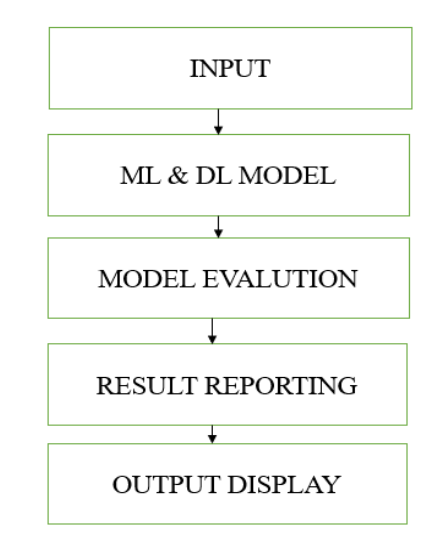 INPUT
ML & DL MODEL
MODEL EVALUTION
RESULT REPORTING
OUTPUT DISPLAY